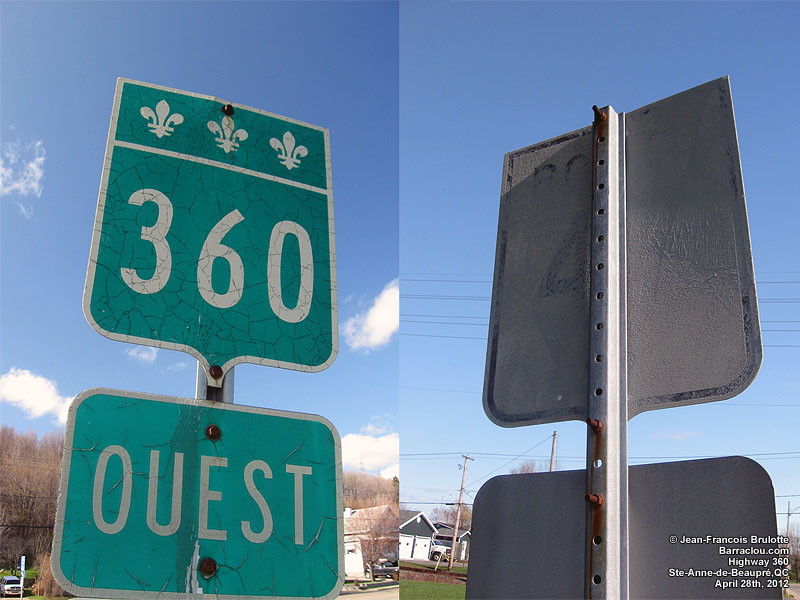 360
OUEST
© Jean-Francois Brulotte
Barraclou.com
Highway 360
Ste-Anne-de-Beaupré,QC
April 28th, 2012